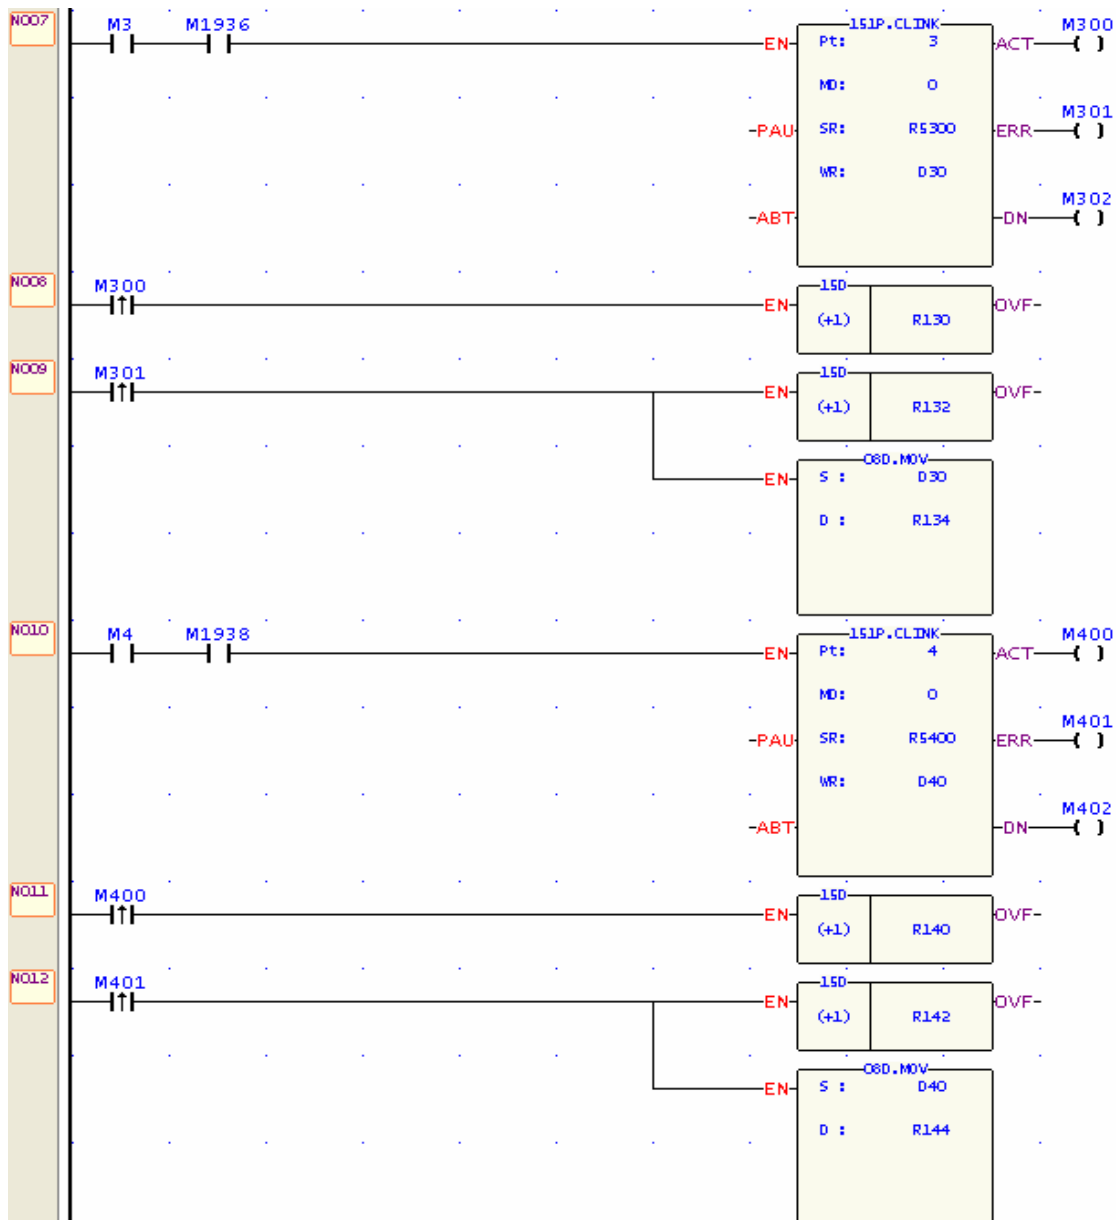 N007 M3 M1936 151P.CLINK M300
EN Pt: 3 ACT ( )
MD: 0
M301
PAU SR: R5300 ERR ( )
WR: D30
M302
ABT DN ( )
N008 M300 15D
EN (+1) R130 OVF
N009 M301 15D
EN (+1) R132 OVF
08D.MOV
EN S : D30
D : R134
N010 M4 M1938 151P.CLINK M400
EN Pt: 4 ACT ( )
MD: 0
M401
PAU SR: R5400 ERR ( )
WR: D40
M402
ABT DN ( )
N011 M400 15D
EN (+1) R140 OVF
N012 M401 15D
EN (+1) R142 OVF
08D.MOV
EN S : D40
D : R144